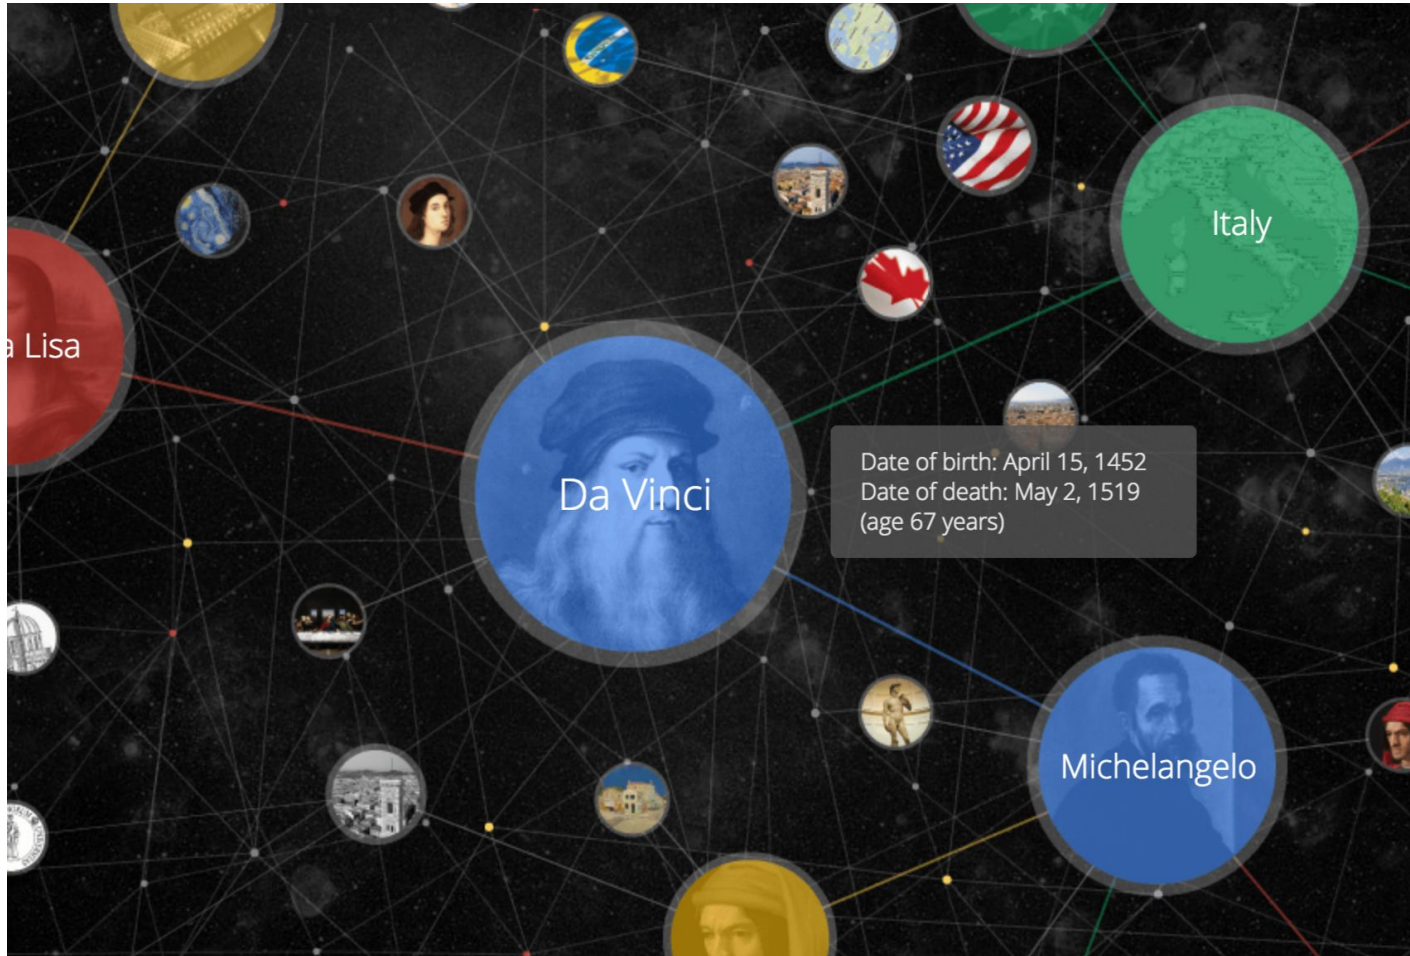 Italy
a Lisa
Da Vinci
Date of birth: April 15, 1452
Date of death: May 2, 1519
(age 67 years)
Michelangelo